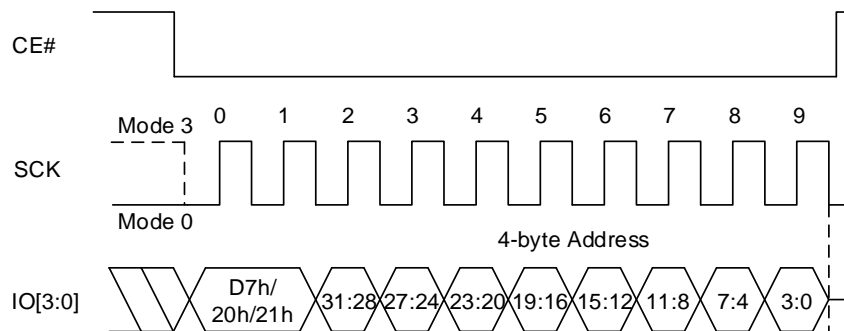 CE#
0 1 2 3 4 5 6 7 8 9
Mode 3
SCK
Mode 0
4-byte Address
IO[3:0]
D7h/
20h/21h
31:28 27:24 23:20 19:16 15:12 11:8 7:4 3:0